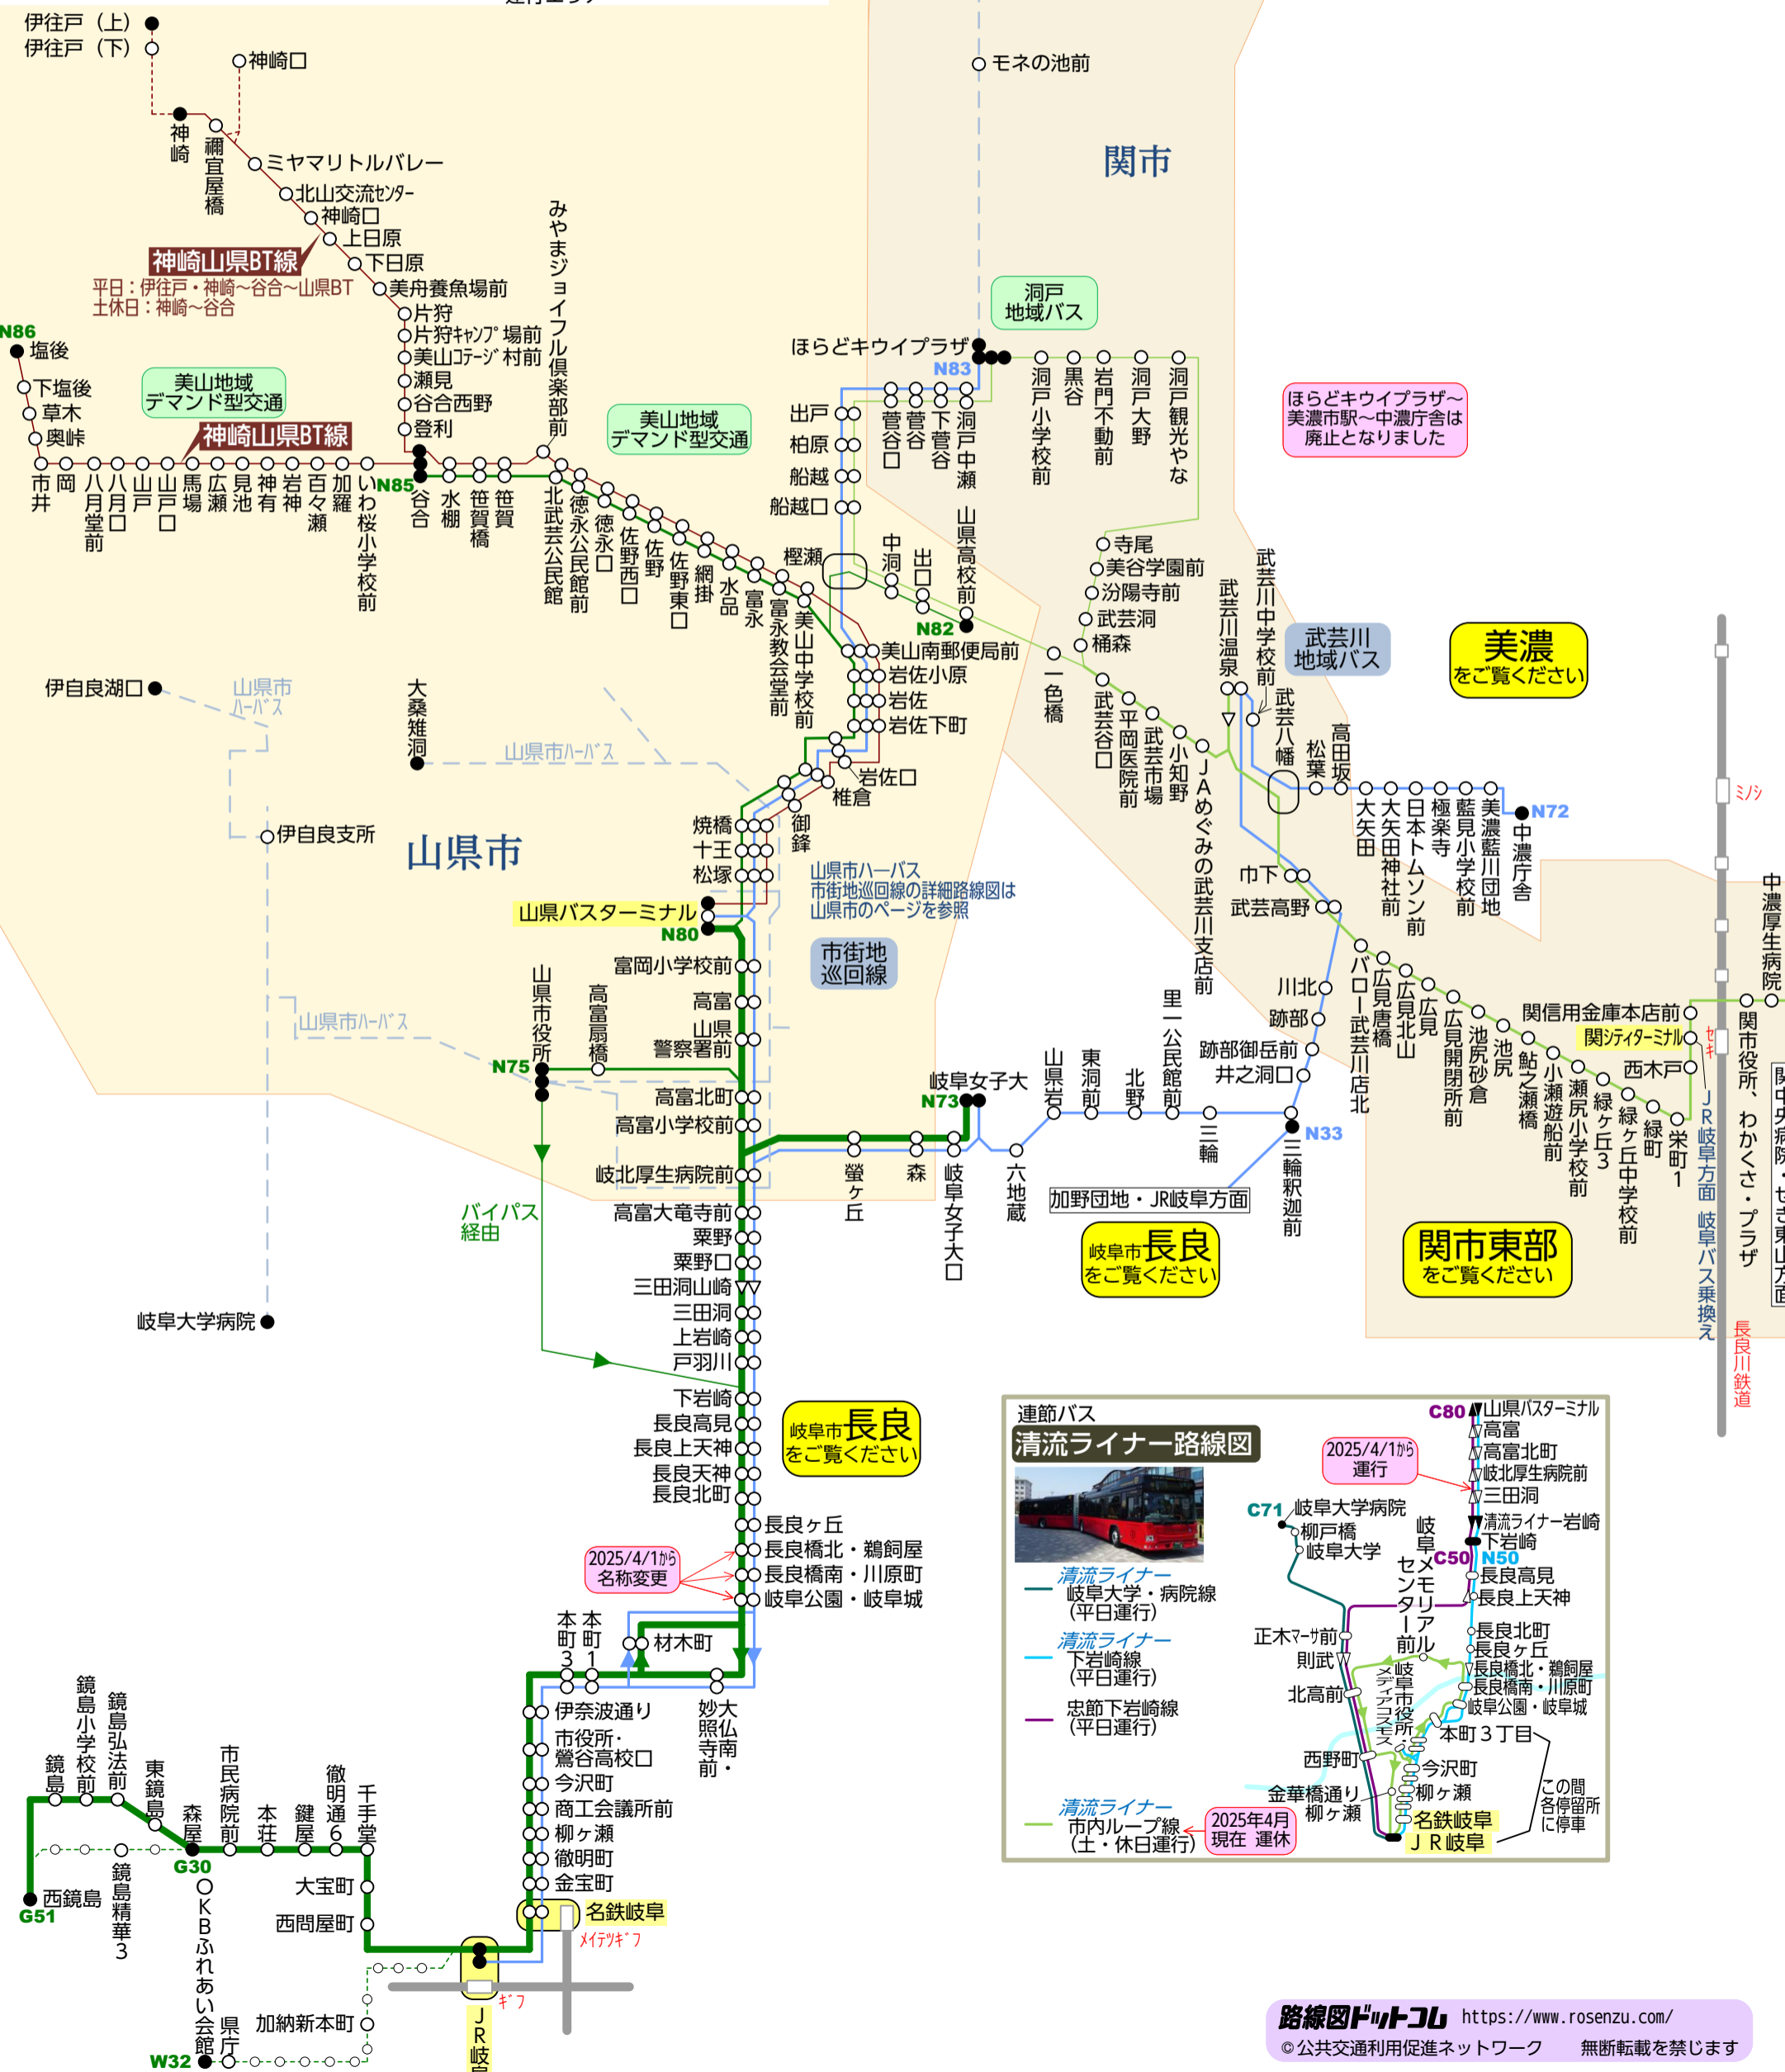 伊往戸（上）
伊往戸（下）
神崎口
神崎
禰宜屋橋
ミヤマリトルバレー
北山交流ｾﾝﾀｰ
神崎口
上日原
下日原
美舟養魚場前
片狩
片狩ｷｬﾝﾌﾟ場前
美山ｺﾃｰｼﾞ村前
瀬見
谷合西野
登利
神崎山県BT線
平日：伊往戸・神崎～谷合～山県BT
土休日：神崎～谷合
N86
塩後
下塩後
草木
奥峠
美山地域
デマンド型交通
神崎山県BT線
市井
岡
八月堂前
八月口
山戸
山戸口
馬場
広瀬
見池
神有
岩神
百々瀬
加羅
いわ桜小学校前
N85
谷合
水棚
笹賀橋
笹賀
みやまジョイフル倶楽部前
美山地域
デマンド型交通
北武芸公民館
徳永公民館前
徳永口
佐野西口
佐野
佐野東口
網掛
水品
富永
富永教会堂前
美山中学校前
モネの池前
関市
洞戸
地域バス
ほらどキウイプラザ
N83
洞戸小学校前
黒谷
岩門不動前
洞戸大野
洞戸観光やな
菅谷口
菅谷
下菅谷
洞戸中瀬
出戸
柏原
船越
船越口
樫瀬
中洞
出口
山県高校前
N82
ほらどキウイプラザ～
美濃市駅～中濃庁舎は
廃止となりました
寺尾
美谷学園前
汾陽寺前
武芸洞
桶森
一色橋
武芸谷口
平岡医院前
武芸市場
小知野
ＪＡめぐみの武芸川支店前
武芸川温泉
武芸川中学校前
武芸川
地域バス
武芸八幡
松葉
高田坂
大矢田
大矢田神社前
日本トムソン前
極楽寺
藍見小学校前
美濃藍川団地
中濃庁舎
N72
美濃
をご覧ください
ミノシ
美山南郵便局前
岩佐小原
岩佐
岩佐下町
岩佐口
椎倉
御鋒
焼橋
十王
松塚
山県バスターミナル
N80
伊自良湖口
山県市
ﾊｰﾊﾞｽ
大桑雉洞
山県市ﾊｰﾊﾞｽ
伊自良支所
山県市
山県市ハーバス
市街地巡回線の詳細路線図は
山県市のページを参照
市街地
巡回線
山県市ﾊｰﾊﾞｽ
岐阜大学病院
富岡小学校前
高富
山県
警察署前
山県市役所
高富扇橋
N75
高富北町
高富小学校前
岐北厚生病院前
バイパス
経由
高富大竜寺前
粟野
粟野口
三田洞山崎
三田洞
上岩崎
戸羽川
下岩崎
長良高見
長良上天神
長良天神
長良北町
長良ヶ丘
長良橋北・鵜飼屋
長良橋南・川原町
岐阜公園・岐阜城
2025/4/1から
名称変更
岐阜市長良
をご覧ください
巾下
武芸高野
川北
跡部
跡部御岳前
井之洞口
岐阜女子大
N73
螢ヶ丘
森
岐阜女子大口
六地蔵
山県岩
東洞前
北野
里一公民館前
三輪
三輪釈迦前
N33
加野団地・JR岐阜方面
岐阜市長良
をご覧ください
バロー武芸川店北
広見唐橋
広見北山
広見
広見開閉所前
池尻砂倉
池尻
鮎之瀬橋
小瀬遊船前
瀬尻小学校前
緑ヶ丘3
緑ヶ丘中学校前
緑町
栄町1
関信用金庫本店前
関ｼﾃｨﾀｰﾐﾅﾙ
西木戸
セキ
中濃厚生病院
関市役所、わかくさ・プラザ
関中央病院・せき東山方面
ＪＲ岐阜方面 岐阜バス乗換え
関市東部
をご覧ください
長良川鉄道
材木町
本町3
本町1
大仏南・
妙照寺前
伊奈波通り
市役所･
鶯谷高校口
今沢町
商工会議所前
柳ヶ瀬
徹明町
金宝町
名鉄岐阜
ﾒｲﾃﾂｷﾞﾌ
ｷﾞﾌ
ＪＲ岐阜
鏡島
鏡島小学校前
鏡島弘法前
東鏡島
森屋
G30
市民病院前
本荘
鍵屋
徹明通6
千手堂
西鏡島
G51
鏡島精華3
大宝町
西問屋町
KBふれあい会館
県庁
W32
加納新本町
連節バス
清流ライナー路線図
清流ライナー
岐阜大学・病院線
（平日運行）
清流ライナー
下岩崎線
（平日運行）
忠節下岩崎線
（平日運行）
清流ライナー
市内ループ線
（土・休日運行）
2025年4月
現在 運休
2025/4/1から
運行
C80
山県バスターミナル
高富
高富北町
岐北厚生病院前
三田洞
清流ライナー岩崎
下岩崎
C50
N50
長良高見
長良上天神
長良北町
長良ヶ丘
長良橋北・鵜飼屋
長良橋南・川原町
岐阜公園・岐阜城
本町３丁目
今沢町
柳ヶ瀬
名鉄岐阜
ＪＲ岐阜
この間
各停留所
に停車
C71
岐阜大学病院
柳戸橋
岐阜大学
岐阜メモリアル
センター前
正木ﾏｰｻ前
則武
北高前
岐阜市役所・
メディアコスモス
西野町
金華橋通り
柳ヶ瀬
路線図ドットコム https://www.rosenzu.com/
©公共交通利用促進ネットワーク 無断転載を禁じます